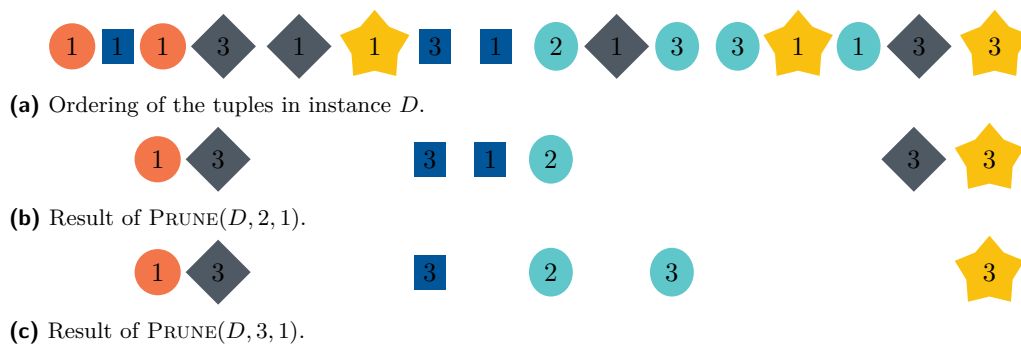 1 1 1 3 1 1 3 1 2 1 3 3 1 1 3 3
(a) Ordering of the tuples in instance D.
1 3 3 1 2 3 3
(b) Result of PRUNE(D, 2, 1).
1 3 3 2 3 3
(c) Result of PRUNE(D, 3, 1).